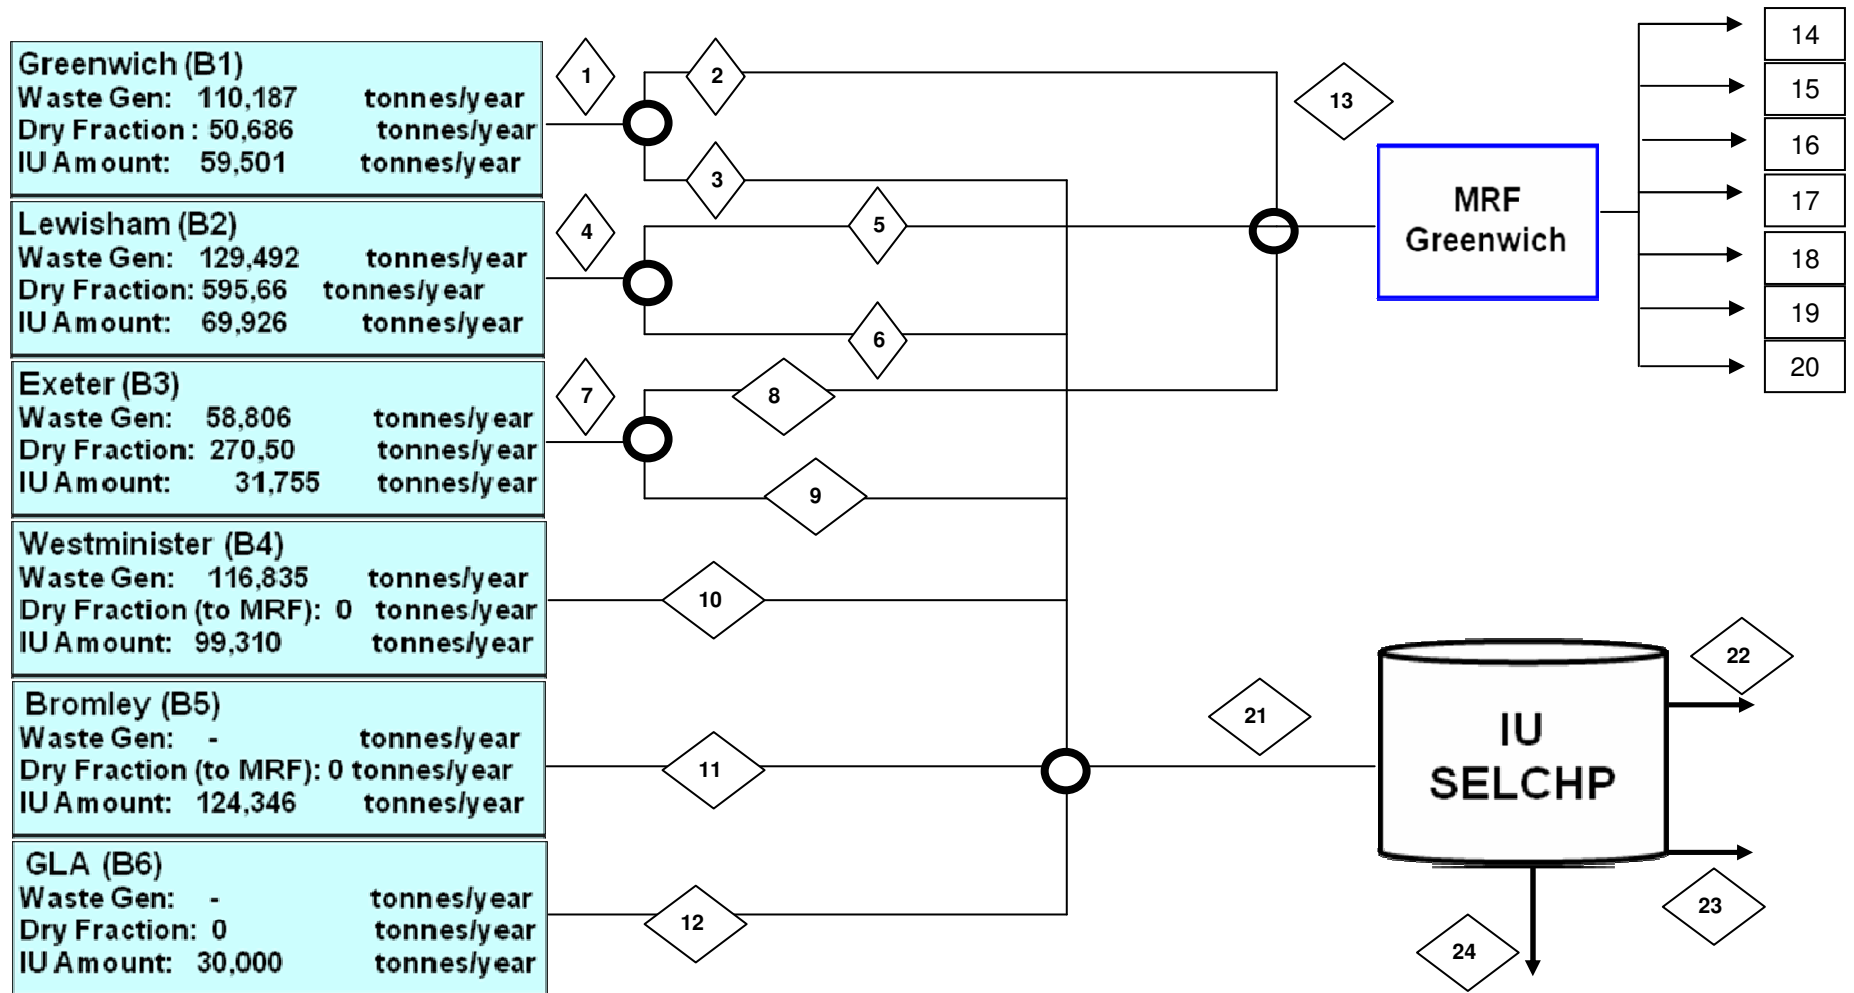 Greenwich (B1)
Waste Gen: 110,187 tonnes/year
Dry Fraction : 50,686 tonnes/year
IU Amount: 59,501 tonnes/year
Lewisham (B2)
Waste Gen: 129,492 tonnes/year
Dry Fraction: 595,66 tonnes/year
IU Amount: 69,926 tonnes/year
Exeter (B3)
Waste Gen: 58,806 tonnes/year
Dry Fraction: 270,50 tonnes/year
IU Amount: 31,755 tonnes/year
Westminister (B4)
Waste Gen: 116,835 tonnes/year
Dry Fraction (to MRF): 0 tonnes/year
IU Amount: 99,310 tonnes/year
Bromley (B5)
Waste Gen: - tonnes/year
Dry Fraction (to MRF): 0 tonnes/year
IU Amount: 124,346 tonnes/year
GLA (B6)
Waste Gen: - tonnes/year
Dry Fraction: 0 tonnes/year
IU Amount: 30,000 tonnes/year
1
2
3
4
5
6
7
8
9
10
11
12
13
MRF
Greenwich
14
15
16
17
18
19
20
21
IU
SELCHP
22
23
24